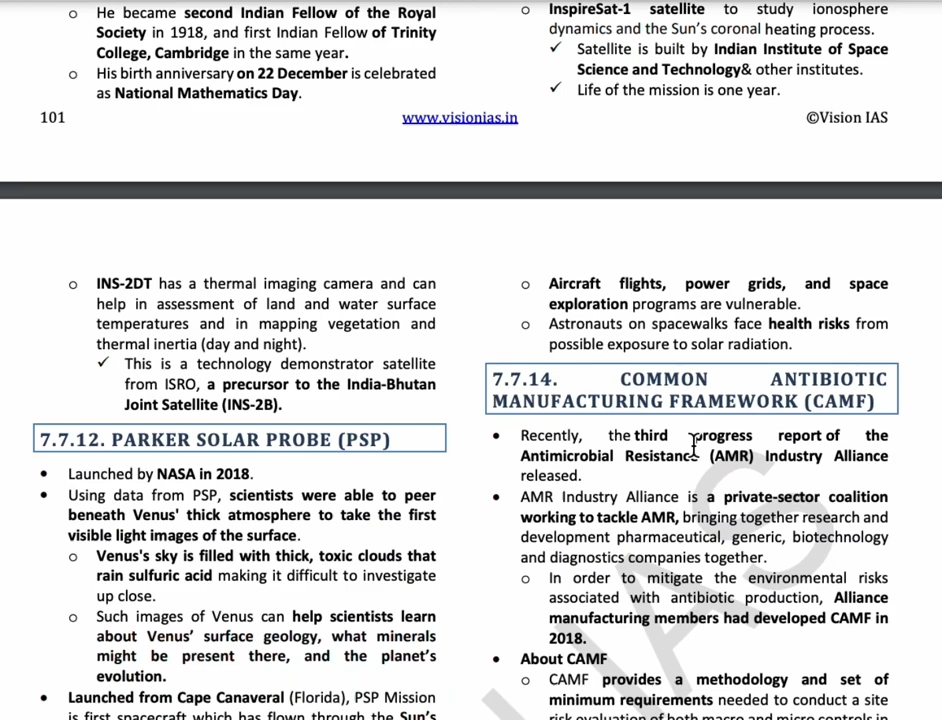 o He became second Indian Fellow of the Royal
Society in 1918, and first Indian Fellow of Trinity
College, Cambridge in the same year.
o His birth anniversary on 22 December is celebrated
as National Mathematics Day.
o InspireSat-1 satellite to study ionosphere
dynamics and the Sun's coronal heating process.
✓ Satellite is built by Indian Institute of Space
Science and Technology& other institutes.
✓ Life of the mission is one year.
101 www.visionias.in ©Vision IAS
o INS-2DT has a thermal imaging camera and can
help in assessment of land and water surface
temperatures and in mapping vegetation and
thermal inertia (day and night).
✓ This is a technology demonstrator satellite
from ISRO, a precursor to the India-Bhutan
Joint Satellite (INS-2B).
7.7.12. PARKER SOLAR PROBE (PSP)
• Launched by NASA in 2018.
• Using data from PSP, scientists were able to peer
beneath Venus' thick atmosphere to take the first
visible light images of the surface.
o Venus's sky is filled with thick, toxic clouds that
rain sulfuric acid making it difficult to investigate
up close.
o Such images of Venus can help scientists learn
about Venus' surface geology, what minerals
might be present there, and the planet's
evolution.
• Launched from Cape Canaveral (Florida), PSP Mission
is first spacecraft which has flown through the Sun's
o Aircraft flights, power grids, and space
exploration programs are vulnerable.
o Astronauts on spacewalks face health risks from
possible exposure to solar radiation.
7.7.14. COMMON ANTIBIOTIC
MANUFACTURING FRAMEWORK (CAMF)
• Recently, the third progress report of the
Antimicrobial Resistance (AMR) Industry Alliance
released.
• AMR Industry Alliance is a private-sector coalition
working to tackle AMR, bringing together research and
development pharmaceutical, generic, biotechnology
and diagnostics companies together.
o In order to mitigate the environmental risks
associated with antibiotic production, Alliance
manufacturing members had developed CAMF in
2018.
• About CAMF
o CAMF provides a methodology and set of
minimum requirements needed to conduct a site
risk evaluation of both macro and micro controls in
IAS